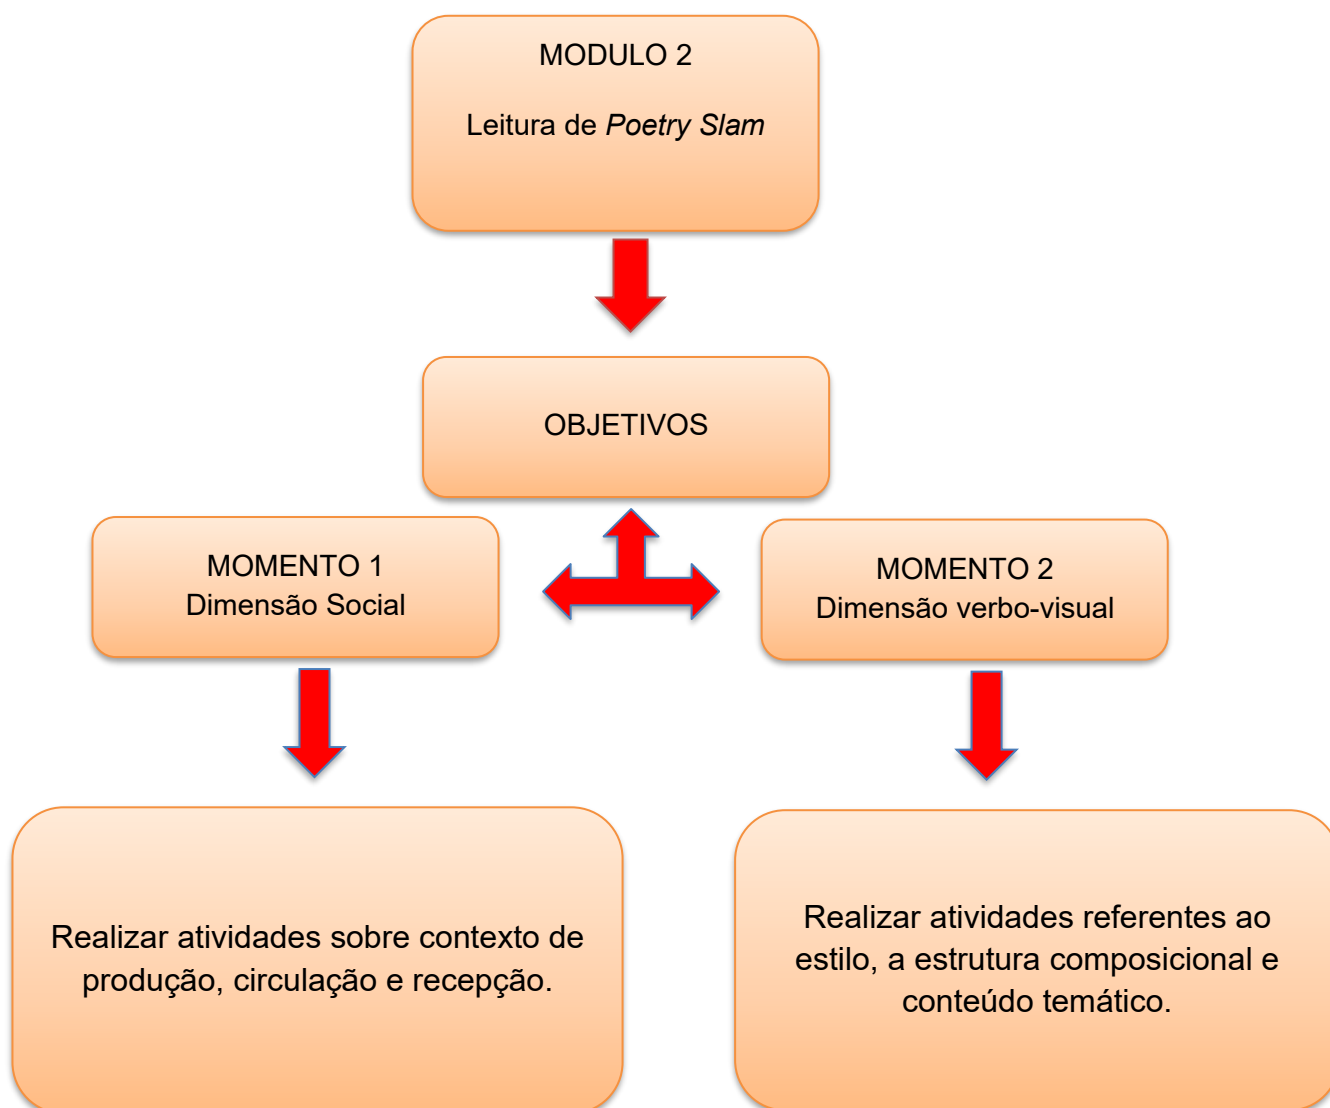 MODULO 2
Leitura de Poetry Slam
OBJETIVOS
MOMENTO 1
Dimensão Social
MOMENTO 2
Dimensão verbo-visual
Realizar atividades sobre contexto de
produção, circulação e recepção.
Realizar atividades referentes ao
estilo, a estrutura composicional e
conteúdo temático.